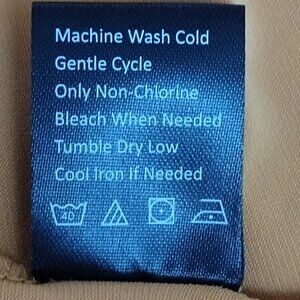 Machine Wash Cold
Gentle Cycle
Only Non-Chlorine
Bleach When Needed
Tumble Dry Low
Cool Iron If Needed
40